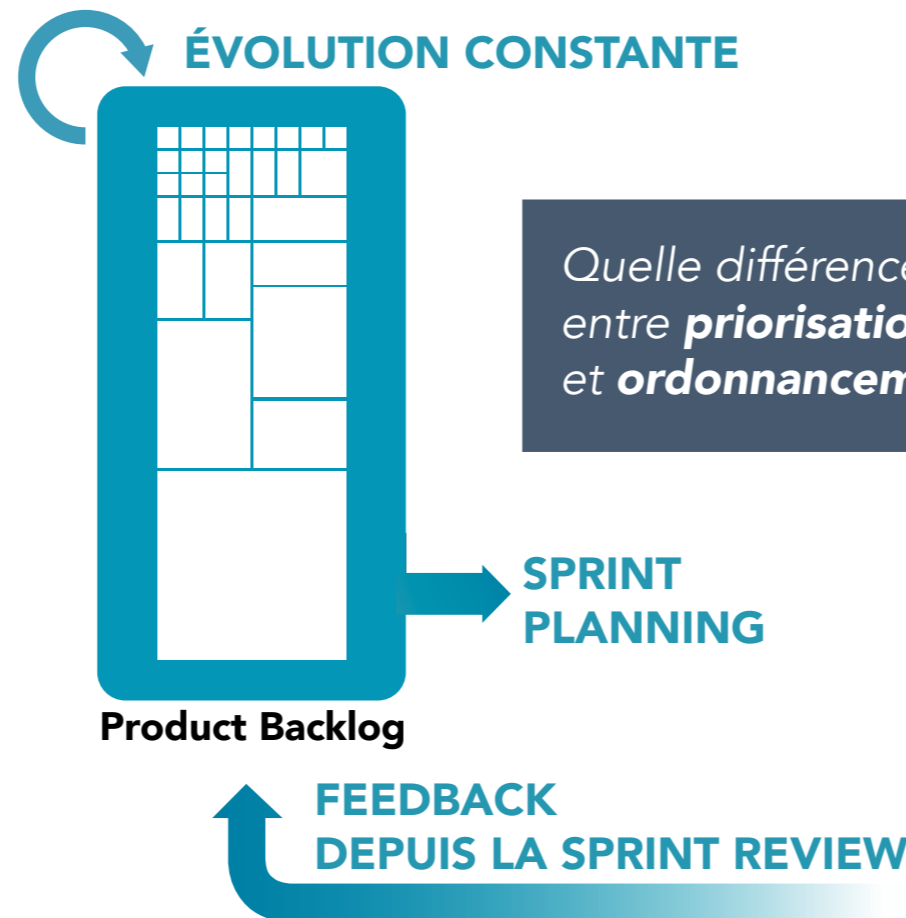 ÉVOLUTION CONSTANTE
Quelle différence
entre priorisatio
et ordonnancem
SPRINT
PLANNING
Product Backlog
FEEDBACK
DEPUIS LA SPRINT REVIEW